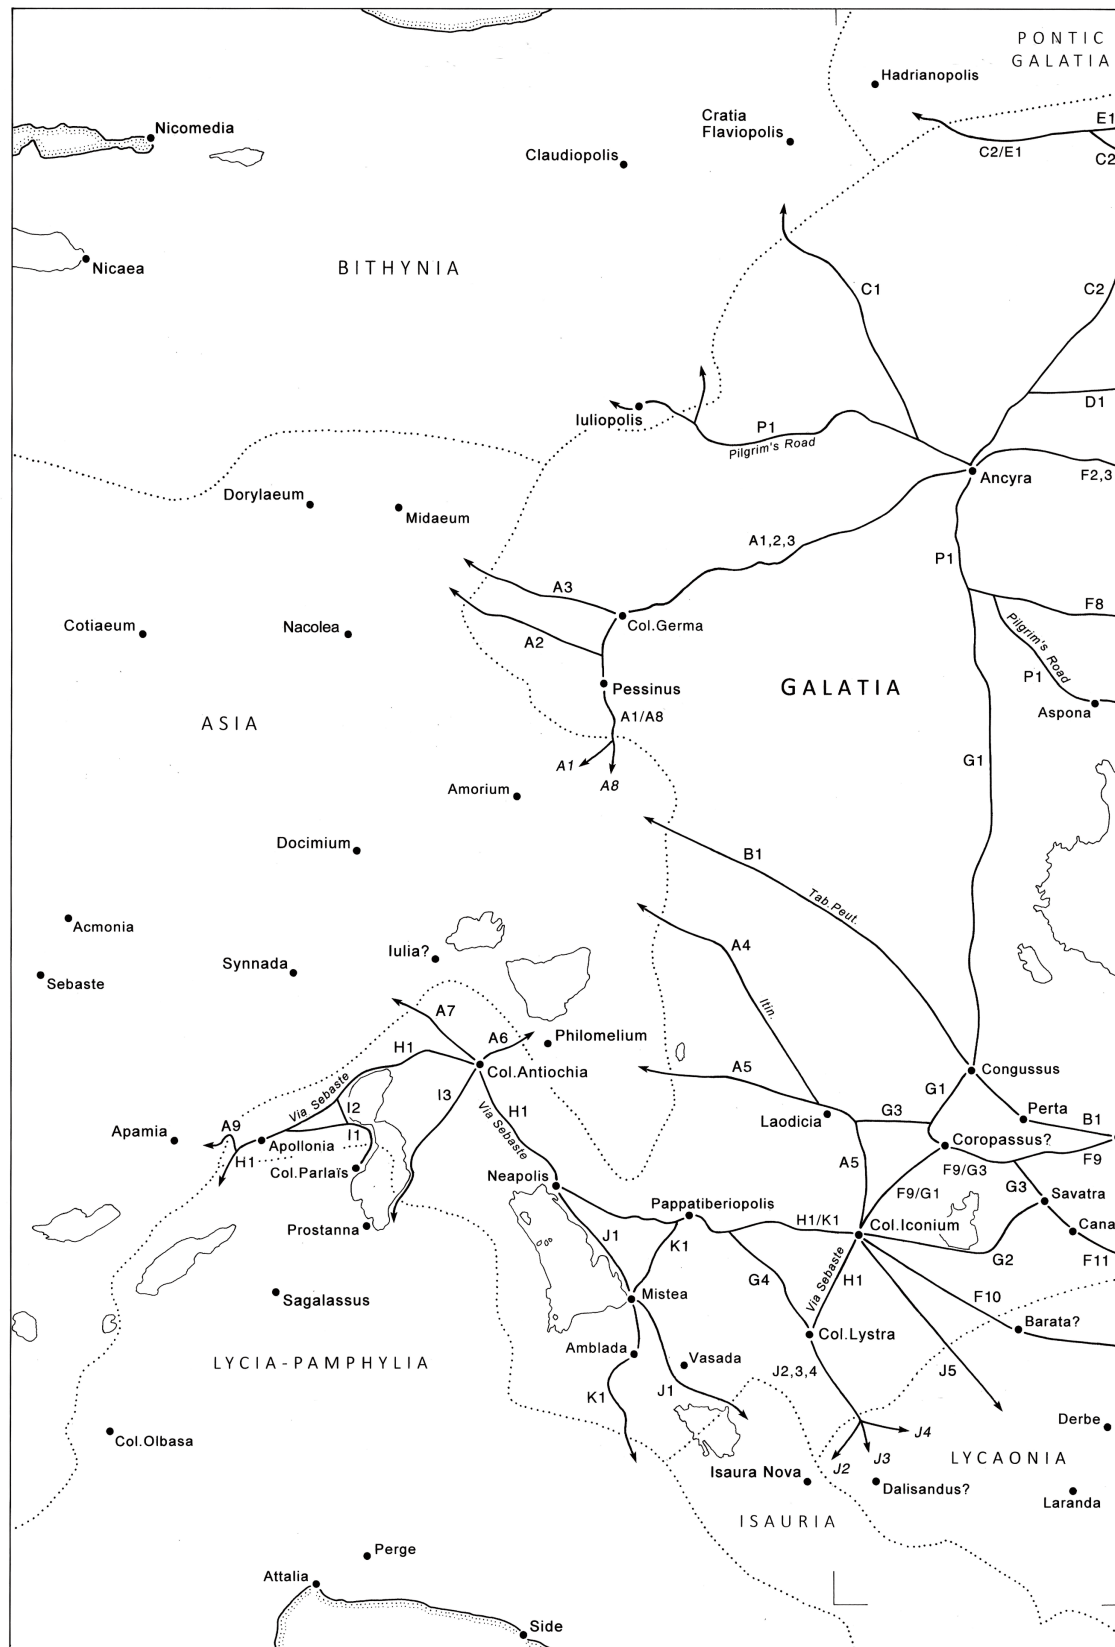 PONTIC
GALATIA
Hadrianopolis
Cratia
Flaviopolis
E1
Nicomedia
Claudiopolis
C2/E1
C2
Nicaea
BITHYNIA
C1
C2
Iuliopolis
P1
Pilgrim's Road
D1
Ancyra
F2,3
Dorylaeum
Midaeum
A1,2,3
P1
A3
F8
Cotiaeum
Nacolea
Col.Germa
A2
Pilgrim's Road
P1
Pessinus
GALATIA
Aspona
A1/A8
ASIA
A1
A8
G1
Amorium
Docimium
B1
Tab.Peut.
Acmonia
Iulia?
A4
Synnada
Sebaste
Itin.
A7
A6
Philomelium
H1
Col.Antiochia
A5
Congussus
Via Sebaste
I3
G1
I2
H1
Via Sebaste
Laodicia
G3
Perta
B1
Apamia
A9
I1
Apollonia
Coropassus?
H1
Col.Parlaïs
A5
F9/G3
F9
Neapolis
F9/G1
G3
Savatra
Pappatiberiopolis
Prostanna
H1/K1
Col.Iconium
Cana
J1
K1
G2
F11
G4
Via Sebaste
H1
Sagalassus
Mistea
F10
Barata?
Col.Lystra
Amblada
LYCIA-PAMPHYLIA
Vasada
J2,3,4
J5
K1
J1
Derbe
Col.Olbasa
J4
J3
J2
LYCAONIA
Isaura Nova
Dalisandus?
Laranda
ISAURIA
Perge
Attalia
Side